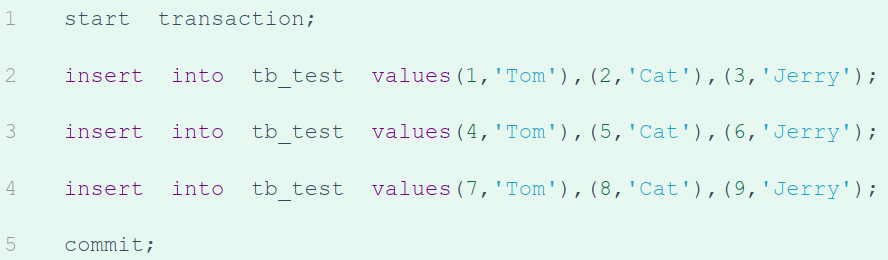 1 start transaction;
2 insert into tb_test values(1,'Tom'),(2,'Cat'),(3,'Jerry');
3 insert into tb_test values(4,'Tom'),(5,'Cat'),(6,'Jerry');
4 insert into tb_test values(7,'Tom'),(8,'Cat'),(9,'Jerry');
5 commit;